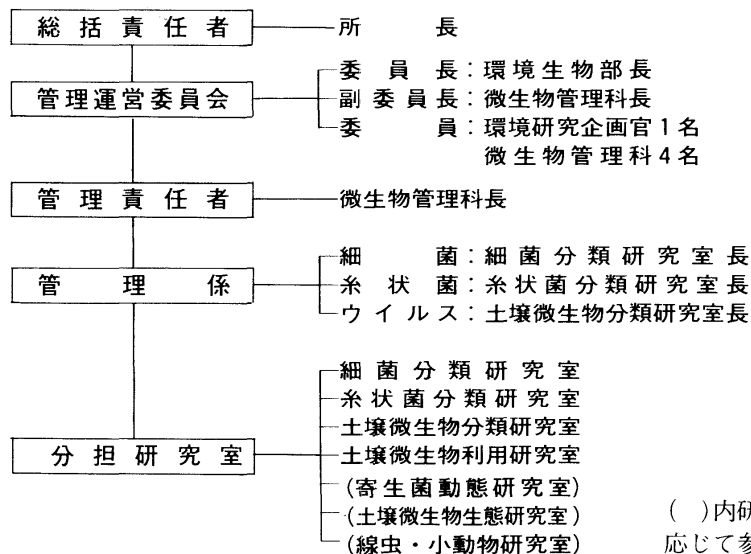 総括責任者 所長
委員長：環境生物部長
管理運営委員会 副委員長：微生物管理科長
委員：環境研究企画官1名
微生物管理科4名
管理責任者 微生物管理科長
細菌：細菌分類研究室長
管理係 糸状菌：糸状菌分類研究室長
ウイルス：土壌微生物分類研究室長
細菌分類研究室
糸状菌分類研究室
土壌微生物分類研究室
分担研究室 土壌微生物利用研究室
(寄生菌動態研究室)
(土壌微生物生態研究室)
(線虫・小動物研究室)
( )内研
応じて参